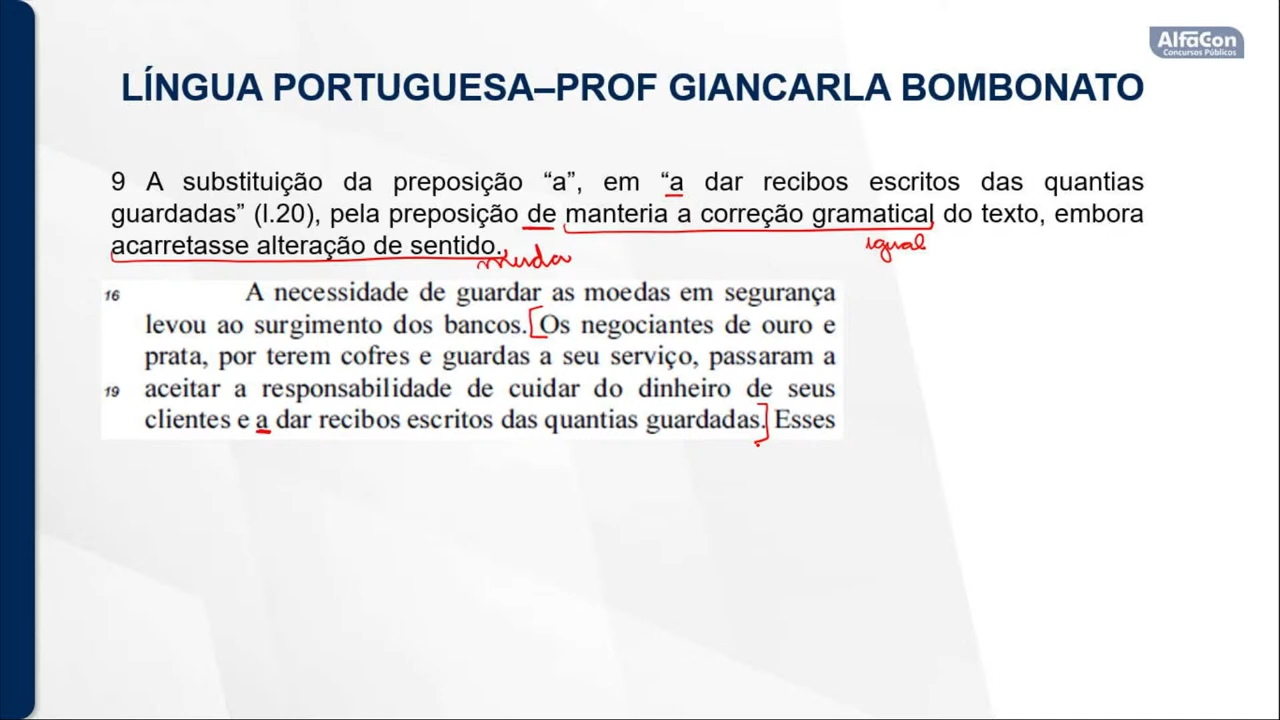 AlfaCon
Concursos Públicos
LÍNGUA PORTUGUESA–PROF GIANCARLA BOMBONATO
9 A substituição da preposição “a”, em “a dar recibos escritos das quantias
guardadas” (l.20), pela preposição de manteria a correção gramatical do texto, embora
acarretasse alteração de sentido.
igual
muda
16 A necessidade de guardar as moedas em segurança
levou ao surgimento dos bancos. [Os negociantes de ouro e
prata, por terem cofres e guardas a seu serviço, passaram a
19 aceitar a responsabilidade de cuidar do dinheiro de seus
clientes e a dar recibos escritos das quantias guardadas.] Esses